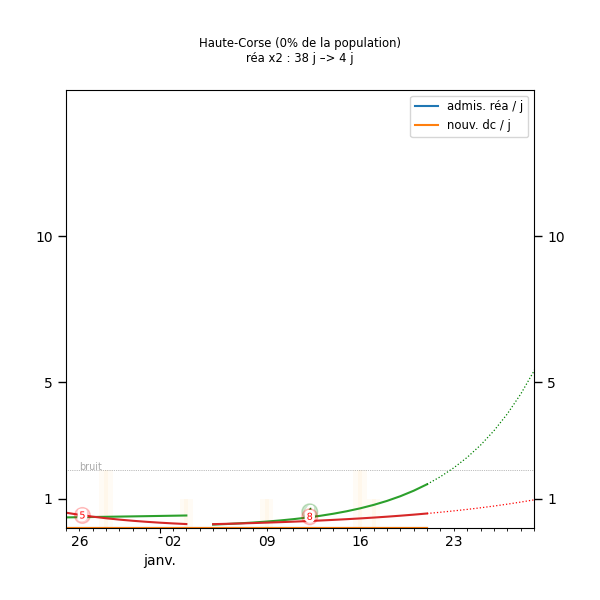 Haute-Corse (0% de la population)
réa x2 : 38 j –> 4 j
admis. réa / j
nouv. dc / j
10 10
5 5
bruit
1 1
5 8
26 02 09 16 23
janv.